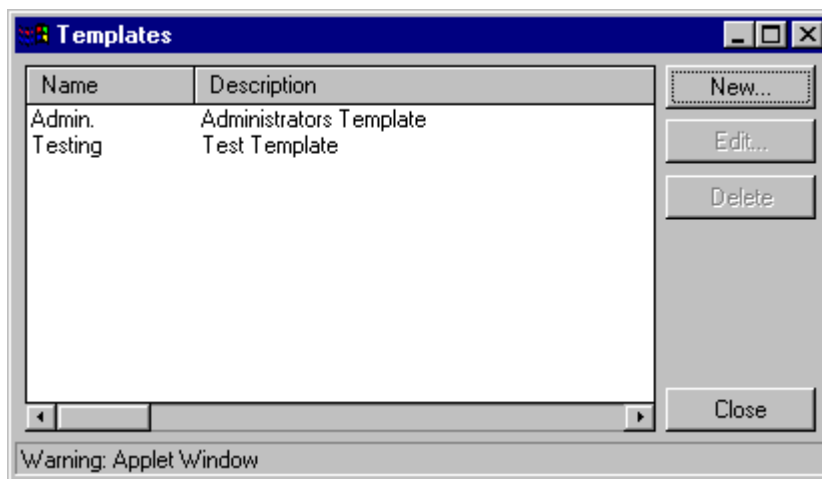 Templates
Name Description New...
Admin. Administrators Template
Testing Test Template
Edit...
Delete
Close
Warning: Applet Window